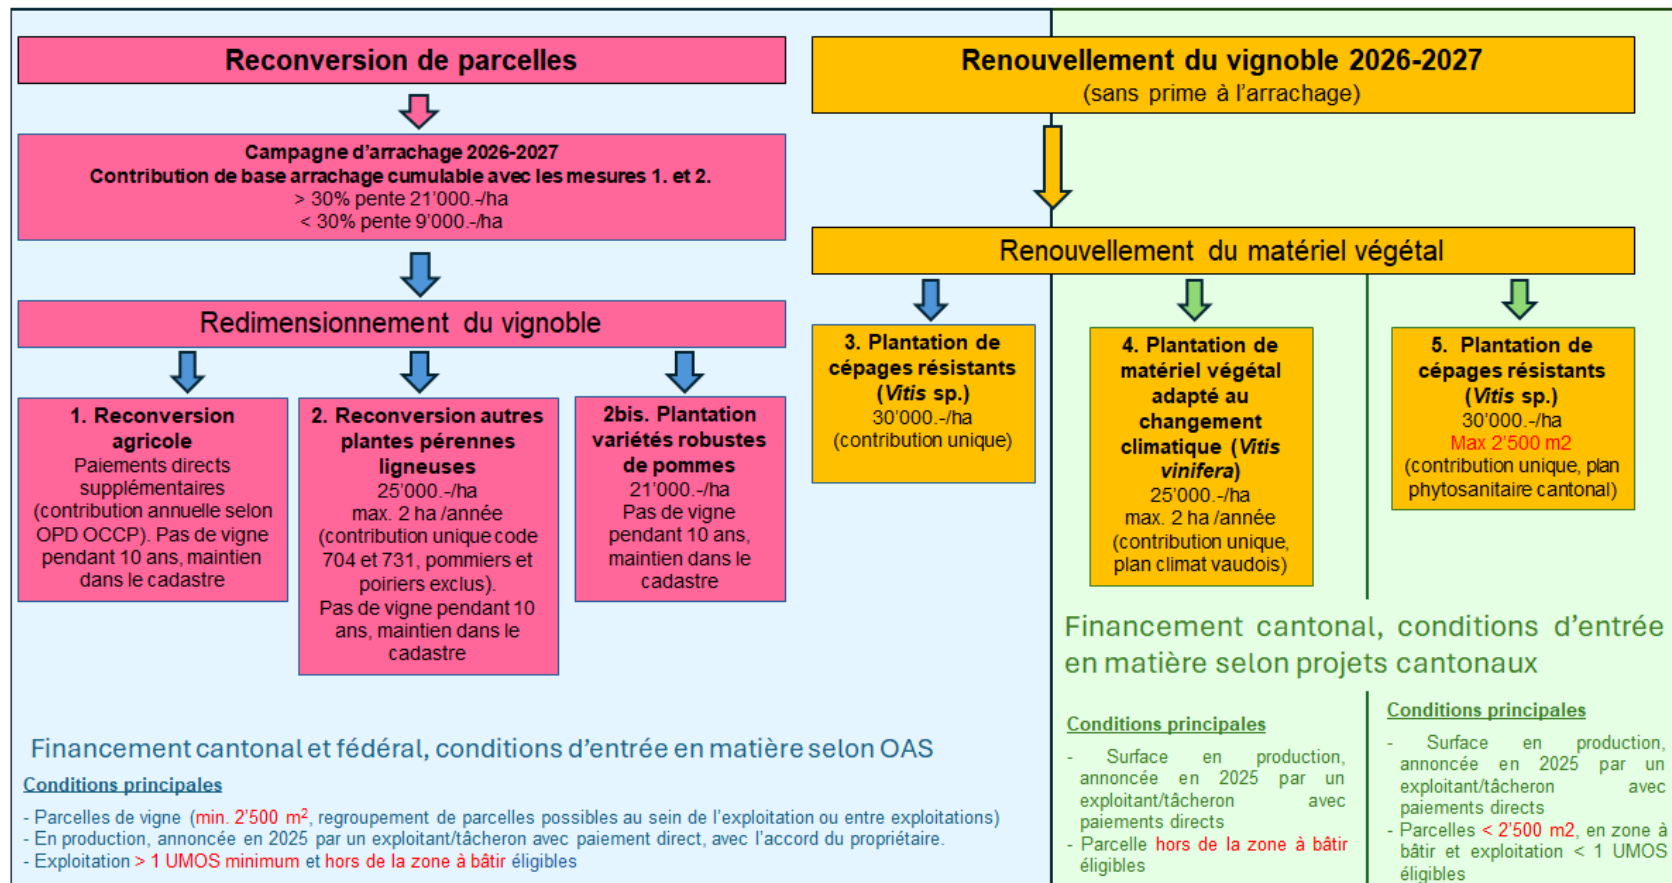 Reconversion de parcelles
Campagne d'arrachage 2026-2027
Contribution de base arrachage cumulable avec les mesures 1. et 2.
> 30% pente 21'000.-/ha
< 30% pente 9'000.-/ha
Redimensionnement du vignoble
1. Reconversion
agricole
Paiements directs
supplémentaires
(contribution annuelle selon
OPD OCCP). Pas de vigne
pendant 10 ans, maintien
dans le cadastre
2. Reconversion autres
plantes pérennes
ligneuses
25'000.-/ha
max. 2 ha /année
(contribution unique code
704 et 731, pommiers et
poiriers exclus).
Pas de vigne pendant 10
ans, maintien dans le
cadastre
2bis. Plantation
variétés robustes
de pommes
21'000.-/ha
Pas de vigne
pendant 10 ans,
maintien dans le
cadastre
Renouvellement du vignoble 2026-2027
(sans prime à l'arrachage)
Renouvellement du matériel végétal
3. Plantation de
cépages résistants
(Vitis sp.)
30'000.-/ha
(contribution unique)
4. Plantation de
matériel végétal
adapté au
changement
climatique (Vitis
vinifera)
25'000.-/ha
max. 2 ha /année
(contribution unique,
plan climat vaudois)
5. Plantation de
cépages résistants
(Vitis sp.)
30'000.-/ha
Max 2'500 m2
(contribution unique, plan
phytosanitaire cantonal)
Financement cantonal et fédéral, conditions d'entrée en matière selon OAS
Conditions principales
- Parcelles de vigne (min. 2'500 m², regroupement de parcelles possibles au sein de l'exploitation ou entre exploitations)
- En production, annoncée en 2025 par un exploitant/tâcheron avec paiement direct, avec l'accord du propriétaire.
- Exploitation > 1 UMOS minimum et hors de la zone à bâtir éligibles
Financement cantonal, conditions d'entrée
en matière selon projets cantonaux
Conditions principales
- Surface en production,
annoncée en 2025 par un
exploitant/tâcheron avec
paiements directs
- Parcelle hors de la zone à bâtir
éligibles
Conditions principales
- Surface en production,
annoncée en 2025 par un
exploitant/tâcheron avec
paiements directs
- Parcelles < 2'500 m2, en zone à
bâtir et exploitation < 1 UMOS
éligibles